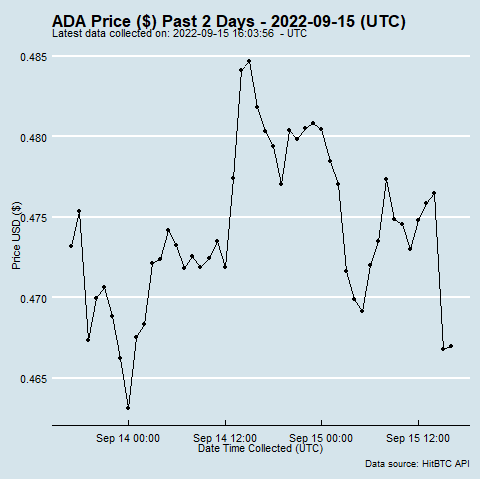 ADA Price ($) Past 2 Days - 2022-09-15 (UTC)
Latest data collected on: 2022-09-15 16:03:56 - UTC
0.485
0.480
0.475
0.470
0.465
Price USD ($)
Sep 14 00:00 Sep 14 12:00 Sep 15 00:00 Sep 15 12:00
Date Time Collected (UTC)
Data source: HitBTC API